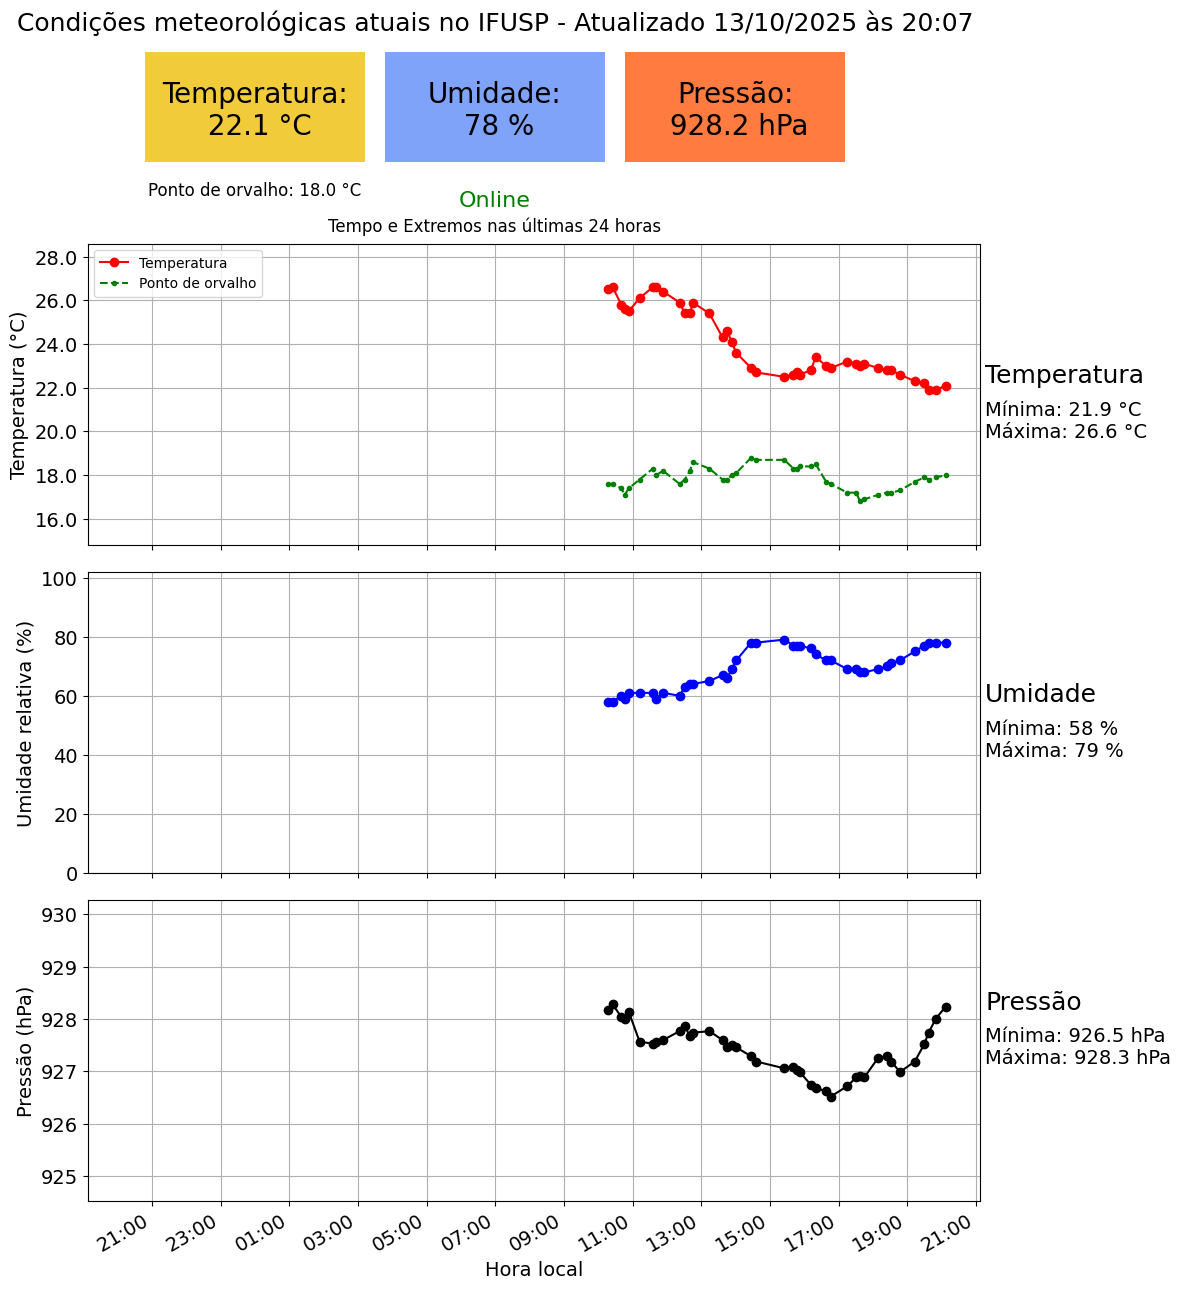 Condições meteorológicas atuais no IFUSP - Atualizado 13/10/2025 às 20:07
Temperatura:
22.1 °C
Umidade:
78 %
Pressão:
928.2 hPa
Ponto de orvalho: 18.0 °C
Online
Tempo e Extremos nas últimas 24 horas
Temperatura
Ponto de orvalho
Temperatura (°C)
28.0
26.0
24.0
22.0
20.0
18.0
16.0
Temperatura
Mínima: 21.9 °C
Máxima: 26.6 °C
Umidade relativa (%)
100
80
60
40
20
0
Umidade
Mínima: 58 %
Máxima: 79 %
Pressão (hPa)
930
929
928
927
926
925
Pressão
Mínima: 926.5 hPa
Máxima: 928.3 hPa
21:00
23:00
01:00
03:00
05:00
07:00
09:00
11:00
13:00
15:00
17:00
19:00
21:00
Hora local